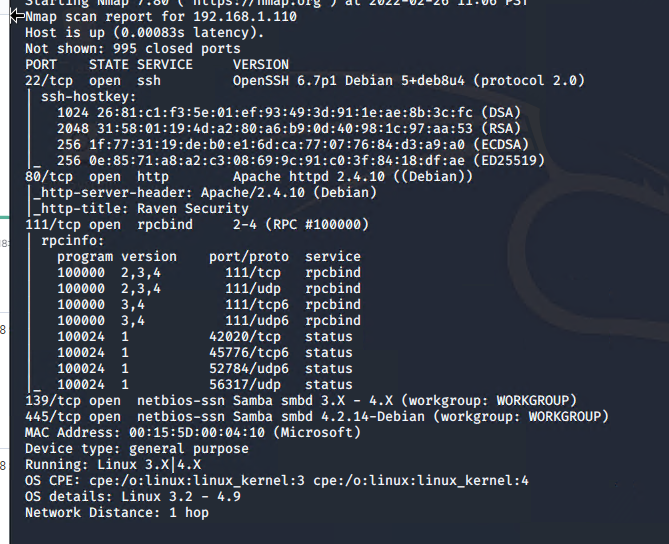 Starting Nmap 7.80 ( https://nmap.org ) at 2022-02-26 11:06 PST
Nmap scan report for 192.168.1.110
Host is up (0.00083s latency).
Not shown: 995 closed ports
PORT    STATE SERVICE     VERSION
22/tcp  open  ssh         OpenSSH 6.7p1 Debian 5+deb8u4 (protocol 2.0)
| ssh-hostkey:
|   1024 26:81:c1:f3:5e:01:ef:93:49:3d:91:1e:ae:8b:3c:fc (DSA)
|   2048 31:58:01:19:4d:a2:80:a6:b9:0d:40:98:1c:97:aa:53 (RSA)
|   256 1f:77:31:19:de:b0:e1:6d:ca:77:07:76:84:d3:a9:a0 (ECDSA)
|_  256 0e:85:71:a8:a2:c3:08:69:9c:91:c0:3f:84:18:df:ae (ED25519)
80/tcp  open  http        Apache httpd 2.4.10 ((Debian))
|_http-server-header: Apache/2.4.10 (Debian)
|_http-title: Raven Security
111/tcp open  rpcbind     2-4 (RPC #100000)
| rpcinfo:
|   program version    port/proto  service
|   100000  2,3,4        111/tcp   rpcbind
|   100000  2,3,4        111/udp   rpcbind
|   100000  3,4          111/tcp6  rpcbind
|   100000  3,4          111/udp6  rpcbind
|   100024  1          42020/tcp   status
|   100024  1          45776/tcp6  status
|   100024  1          52784/udp6  status
|_  100024  1          56317/udp   status
139/tcp open  netbios-ssn Samba smbd 3.X - 4.X (workgroup: WORKGROUP)
445/tcp open  netbios-ssn Samba smbd 4.2.14-Debian (workgroup: WORKGROUP)
MAC Address: 00:15:5D:00:04:10 (Microsoft)
Device type: general purpose
Running: Linux 3.X|4.X
OS CPE: cpe:/o:linux:linux_kernel:3 cpe:/o:linux:linux_kernel:4
OS details: Linux 3.2 - 4.9
Network Distance: 1 hop